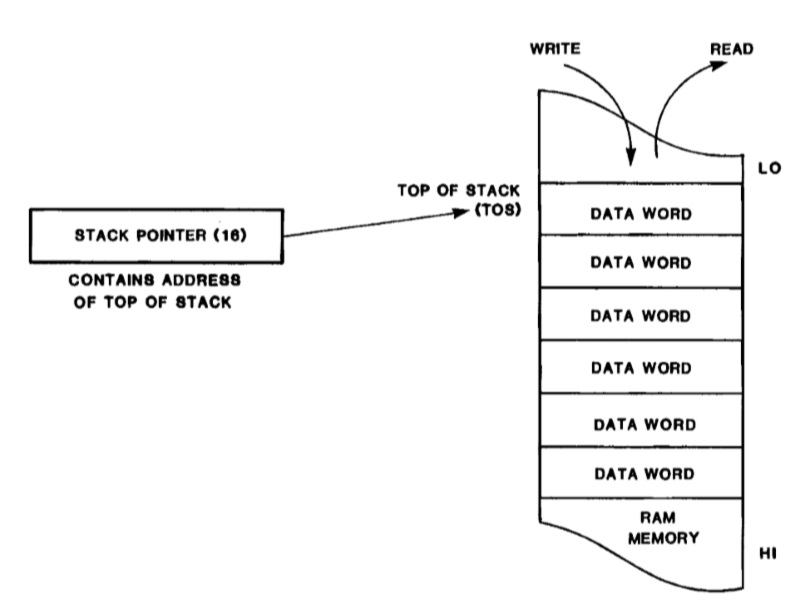 WRITE
READ
LO
TOP OF STACK
(TOS)
STACK POINTER (16)
CONTAINS ADDRESS
OF TOP OF STACK
DATA WORD
DATA WORD
DATA WORD
DATA WORD
DATA WORD
DATA WORD
RAM
MEMORY
HI